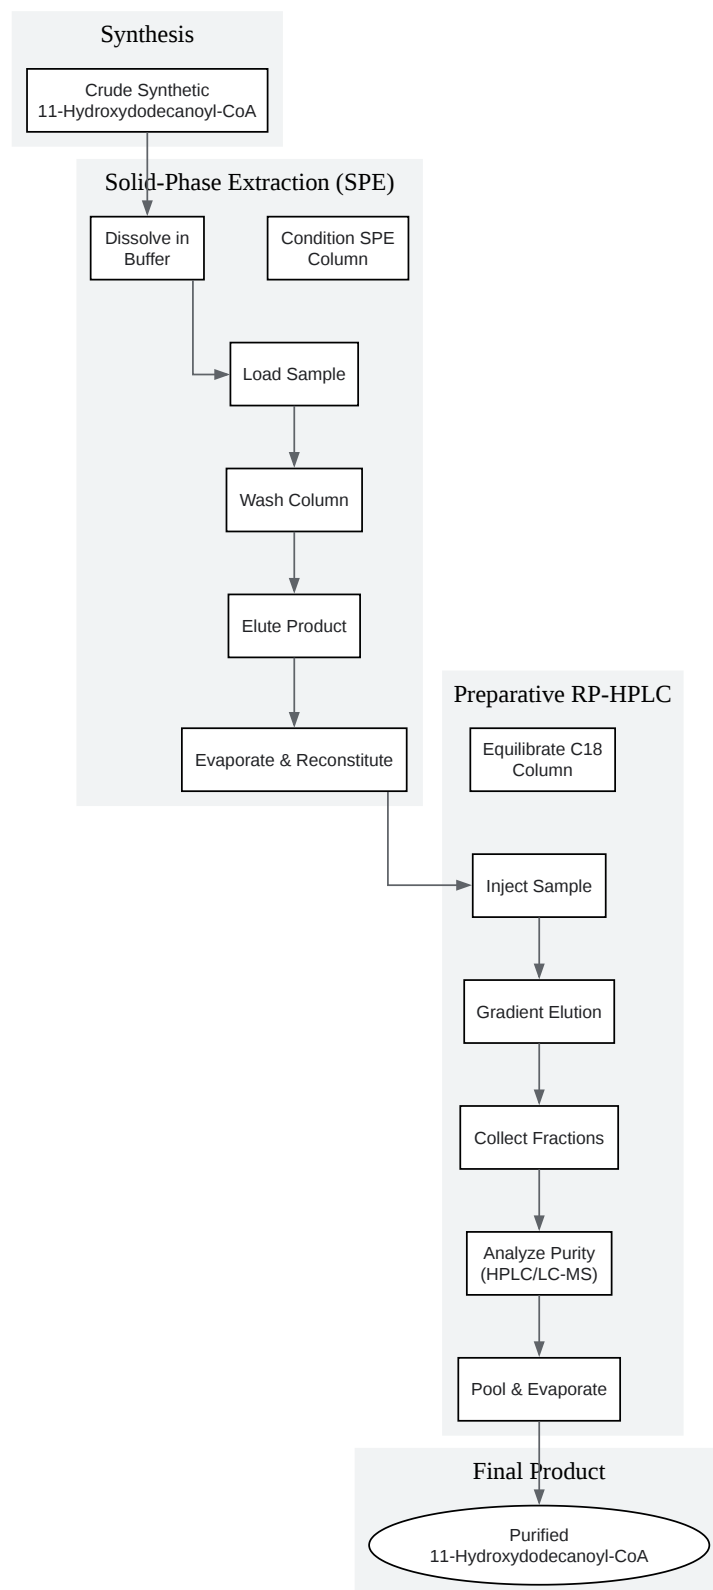 Synthesis
Crude Synthetic
11-Hydroxydodecanoyl-CoA
Solid-Phase Extraction (SPE)
Dissolve in
Buffer
Condition SPE
Column
Load Sample
Wash Column
Elute Product
Evaporate & Reconstitute
Preparative RP-HPLC
Equilibrate C18
Column
Inject Sample
Gradient Elution
Collect Fractions
Analyze Purity
(HPLC/LC-MS)
Pool & Evaporate
Final Product
Purified
11-Hydroxydodecanoyl-CoA